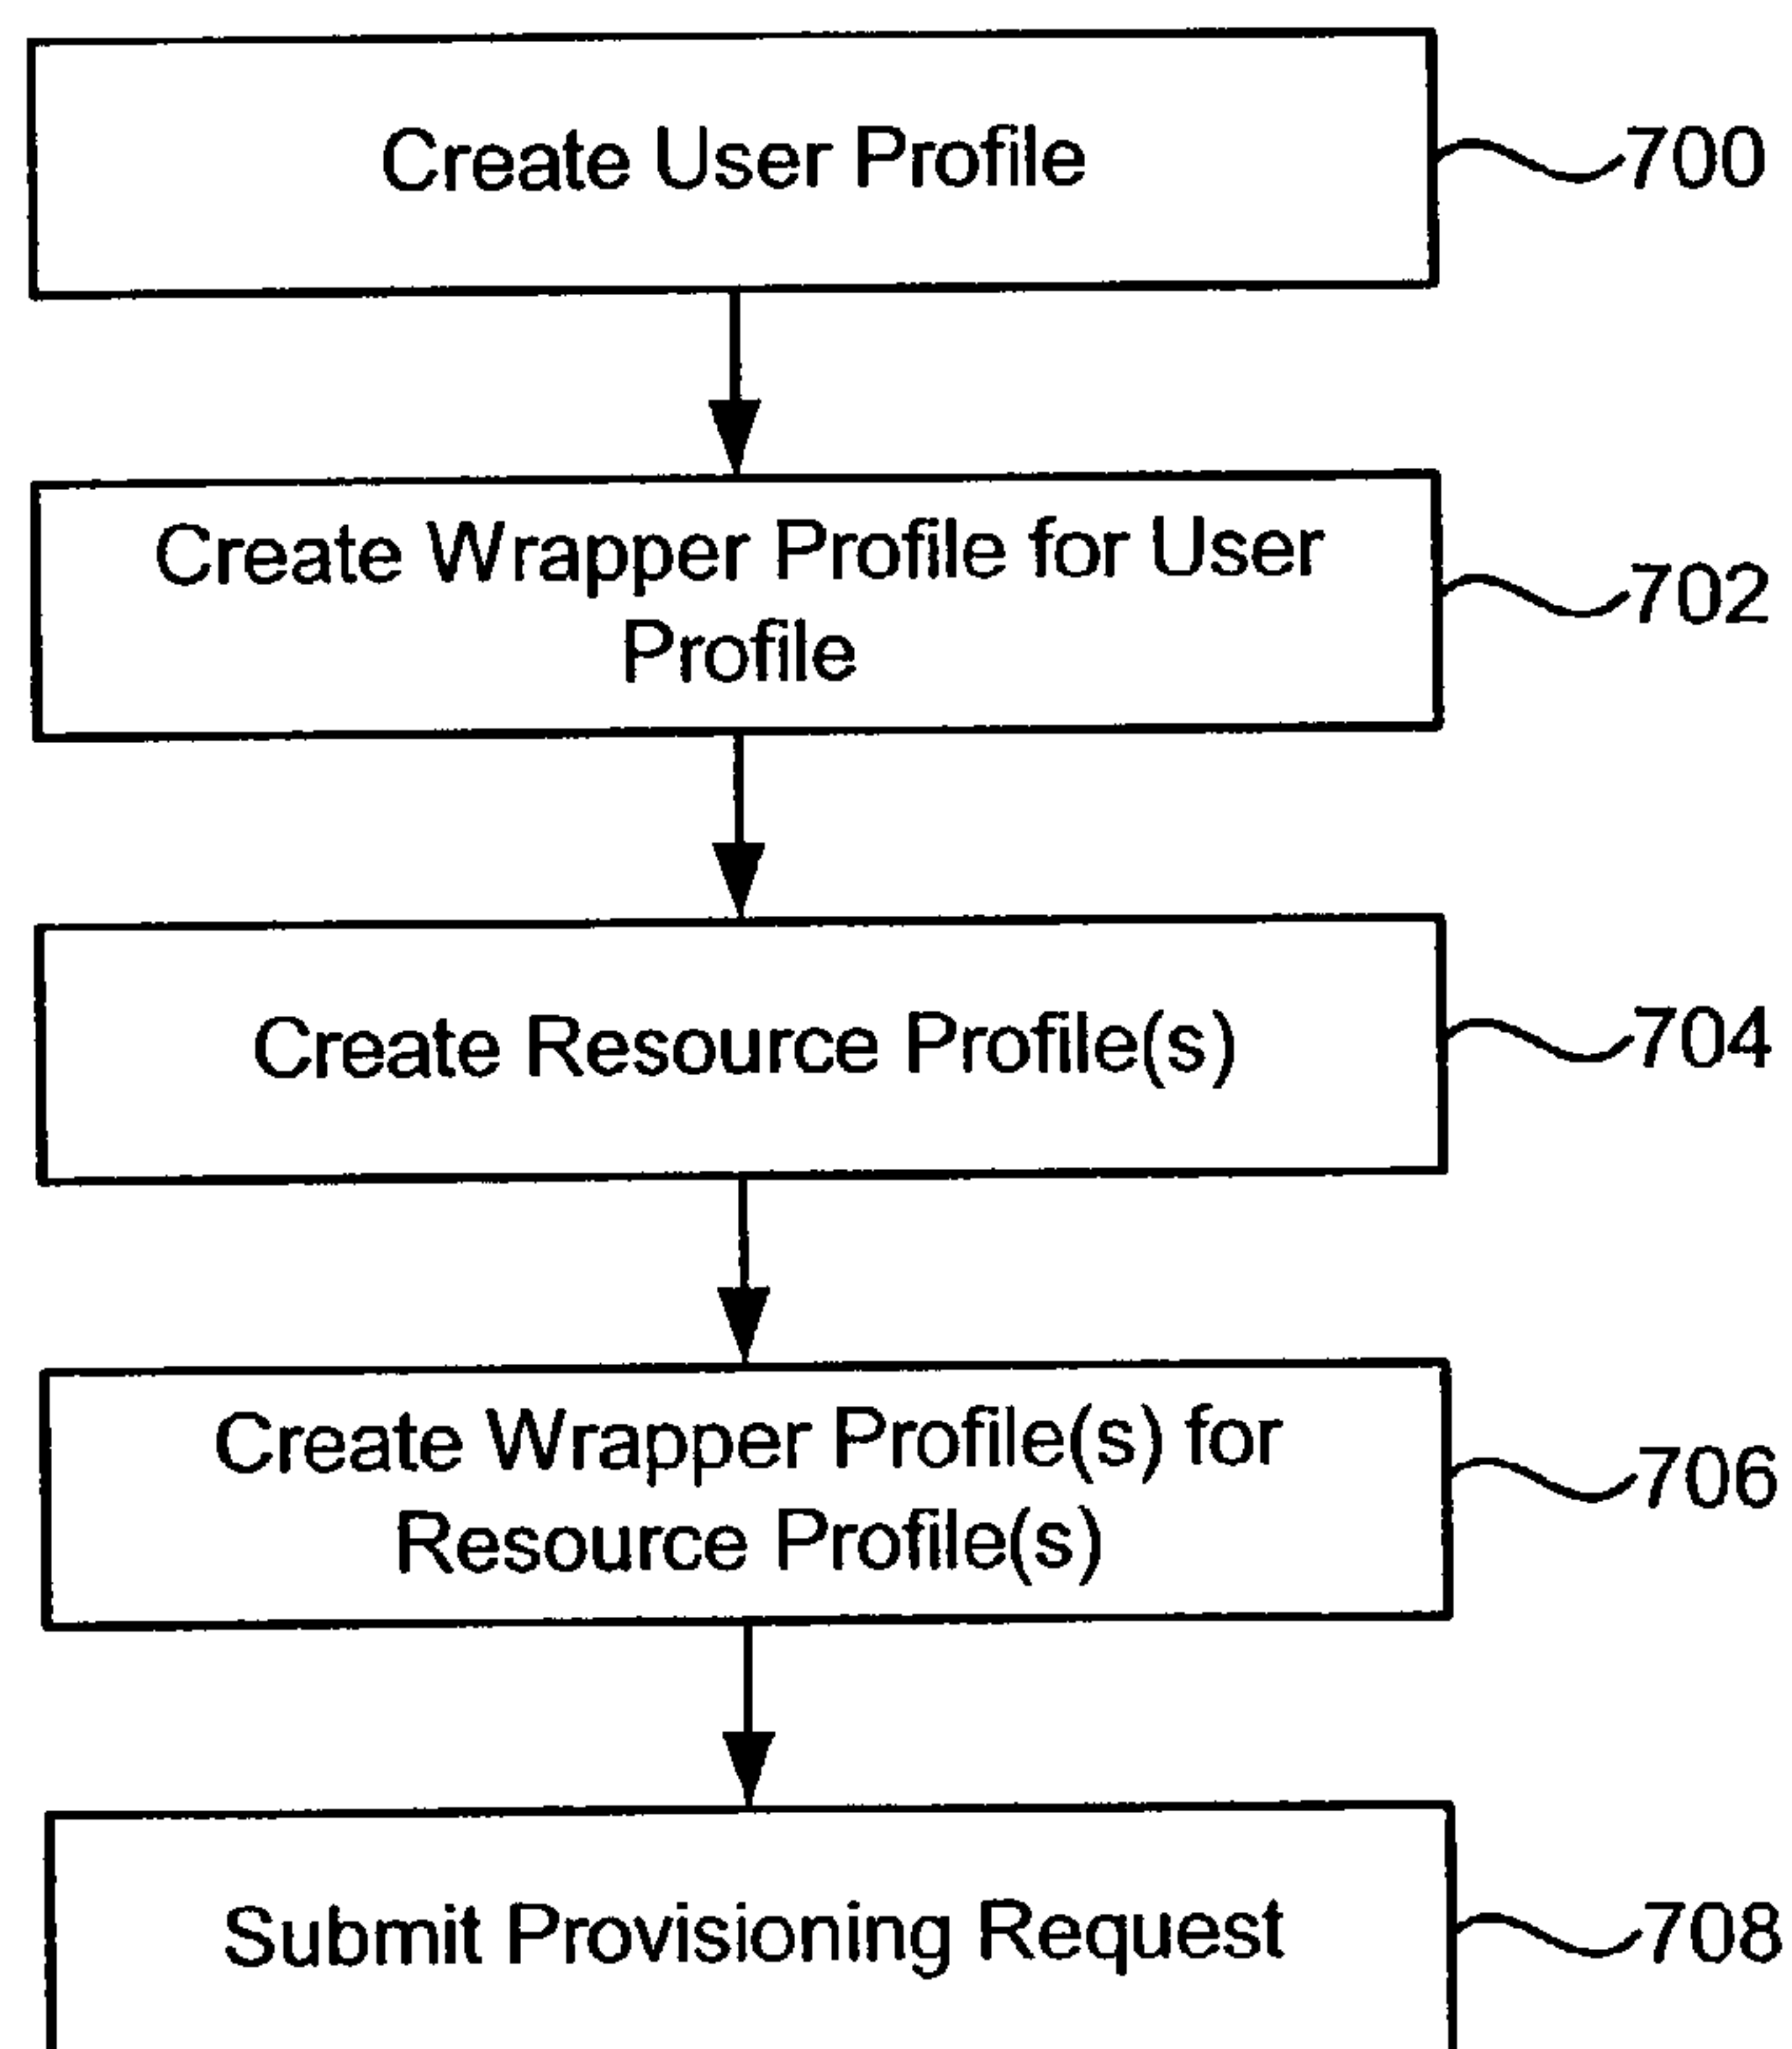 Create User Profile
700
Create Wrapper Profile for User
Profile
702
Create Resource Profile(s)
704
Create Wrapper Profile(s) for
Resource Profile(s)
706
Submit Provisioning Request
708